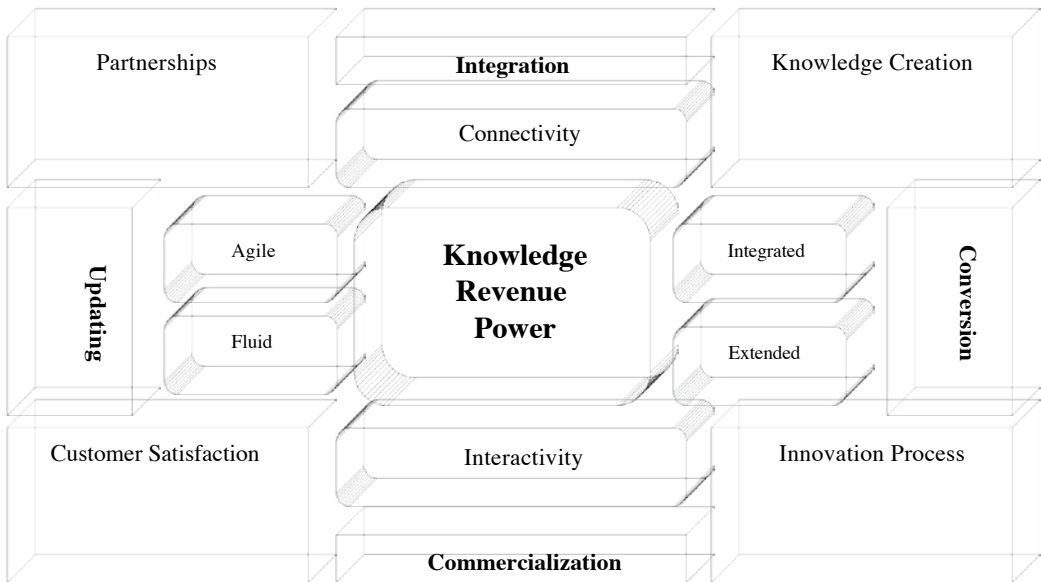 Partnerships
Integration
Knowledge Creation
Connectivity
Updating
Agile
Fluid
Knowledge
Revenue
Power
Integrated
Extended
Conversion
Customer Satisfaction
Interactivity
Innovation Process
Commercialization